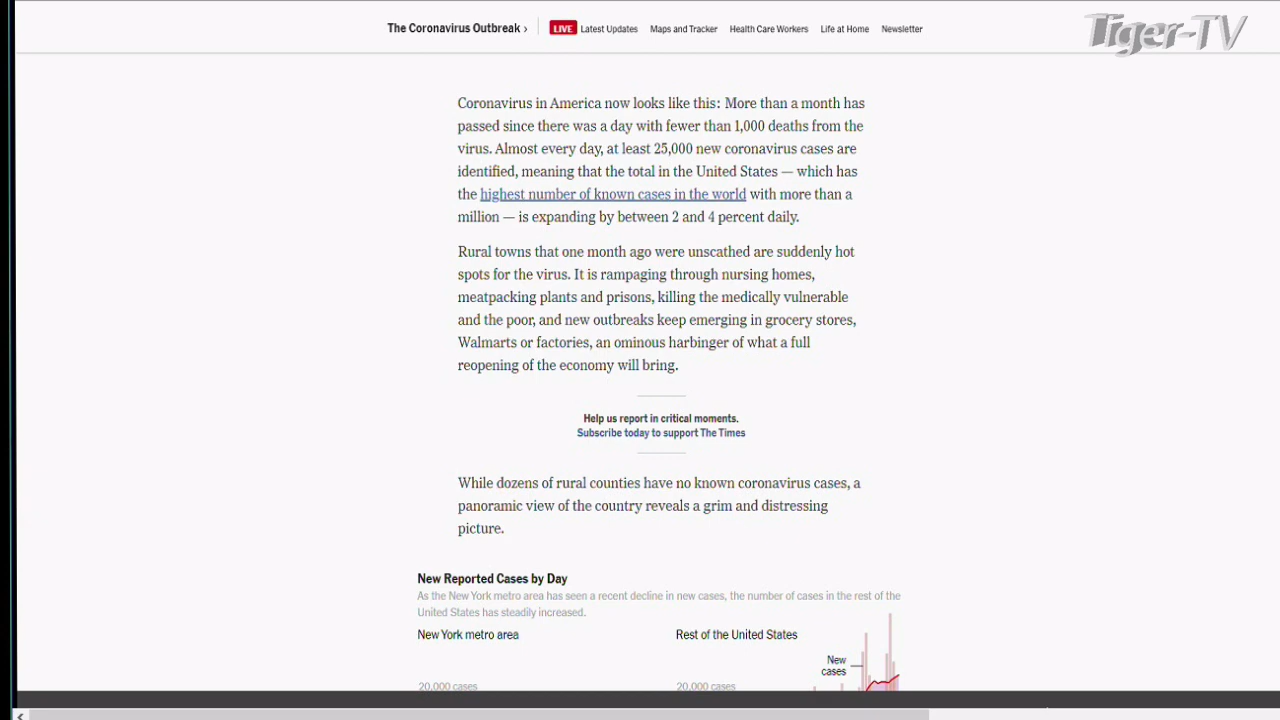 The Coronavirus Outbreak ›
LIVE Latest Updates Maps and Tracker Health Care Workers Life at Home Newsletter
Tiger-TV
Coronavirus in America now looks like this: More than a month has
passed since there was a day with fewer than 1,000 deaths from the
virus. Almost every day, at least 25,000 new coronavirus cases are
identified, meaning that the total in the United States — which has
the highest number of known cases in the world with more than a
million — is expanding by between 2 and 4 percent daily.
Rural towns that one month ago were unscathed are suddenly hot
spots for the virus. It is rampaging through nursing homes,
meatpacking plants and prisons, killing the medically vulnerable
and the poor, and new outbreaks keep emerging in grocery stores,
Walmarts or factories, an ominous harbinger of what a full
reopening of the economy will bring.
Help us report in critical moments.
Subscribe today to support The Times
While dozens of rural counties have no known coronavirus cases, a
panoramic view of the country reveals a grim and distressing
picture.
New Reported Cases by Day
As the New York metro area has seen a recent decline in new cases, the number of cases in the rest of the
United States has steadily increased.
New York metro area
Rest of the United States
New
cases
20,000 cases
20,000 cases